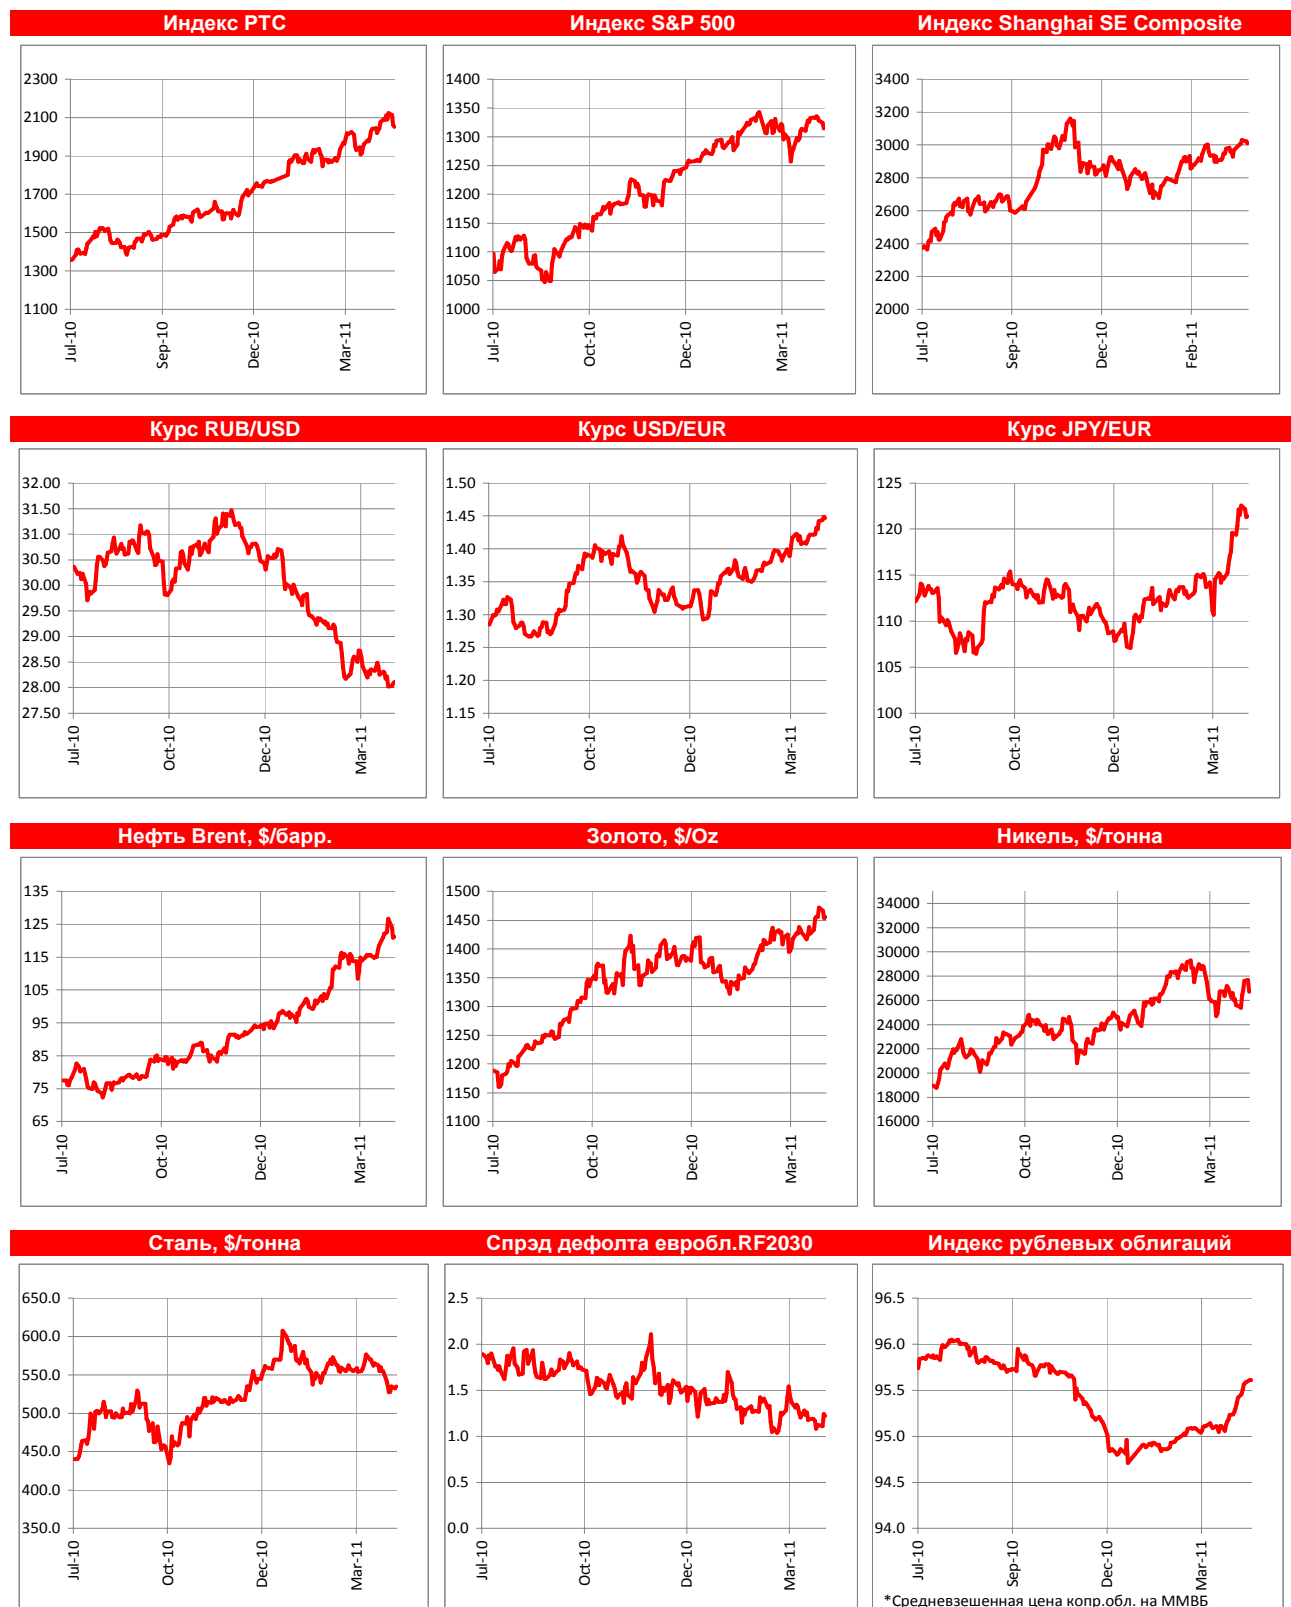 Индекс РТС
Индекс S&P 500
Индекс Shanghai SE Composite
2300
2100
1900
1700
1500
1300
1100
Jul-10
Sep-10
Dec-10
Mar-11
1400
1350
1300
1250
1200
1150
1100
1050
1000
Jul-10
Oct-10
Dec-10
Mar-11
3400
3200
3000
2800
2600
2400
2200
2000
Jul-10
Sep-10
Dec-10
Feb-11
Курс RUB/USD
Курс USD/EUR
Курс JPY/EUR
32.00
31.50
31.00
30.50
30.00
29.50
29.00
28.50
28.00
27.50
Jul-10
Oct-10
Dec-10
Mar-11
1.50
1.45
1.40
1.35
1.30
1.25
1.20
1.15
Jul-10
Oct-10
Dec-10
Mar-11
125
120
115
110
105
100
Jul-10
Oct-10
Dec-10
Mar-11
Нефть Brent, $/барр.
Золото, $/Oz
Никель, $/тонна
135
125
115
105
95
85
75
65
Jul-10
Oct-10
Dec-10
Mar-11
1500
1450
1400
1350
1300
1250
1200
1150
1100
Jul-10
Oct-10
Dec-10
Mar-11
34000
32000
30000
28000
26000
24000
22000
20000
18000
16000
Jul-10
Oct-10
Dec-10
Mar-11
Сталь, $/тонна
Спрэд дефолта евробл.RF2030
Индекс рублевых облигаций
650.0
600.0
550.0
500.0
450.0
400.0
350.0
Jul-10
Oct-10
Dec-10
Mar-11
2.5
2.0
1.5
1.0
0.5
0.0
Jul-10
Oct-10
Dec-10
Mar-11
96.5
96.0
95.5
95.0
94.5
94.0
Jul-10
Sep-10
Dec-10
Mar-11
*Средневзешенная цена копр.обл. на ММВБ